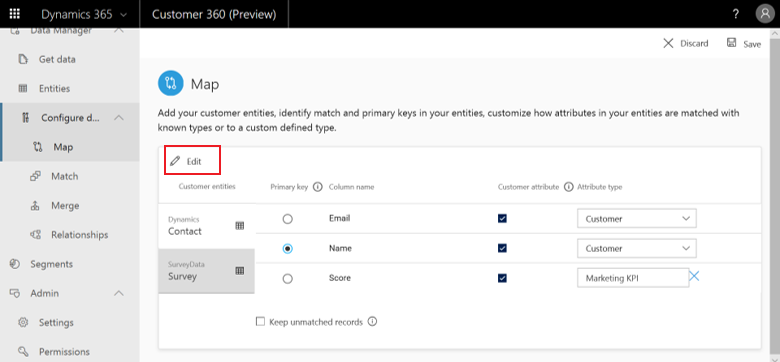 Dynamics 365
Customer 360 (Preview)
?
Data Manager
Get data
Entities
Configure d...
Map
Match
Merge
Relationships
Segments
Admin
Settings
Permissions
Discard
Save
Map
Add your customer entities, identify match and primary keys in your entities, customize how attributes in your entities are matched with
known types or to a custom defined type.
Edit
Customer entities
Primary key
Column name
Customer attribute
Attribute type
Dynamics
Contact
SurveyData
Survey
Email
Customer
Name
Customer
Score
Marketing KPI
Keep unmatched records